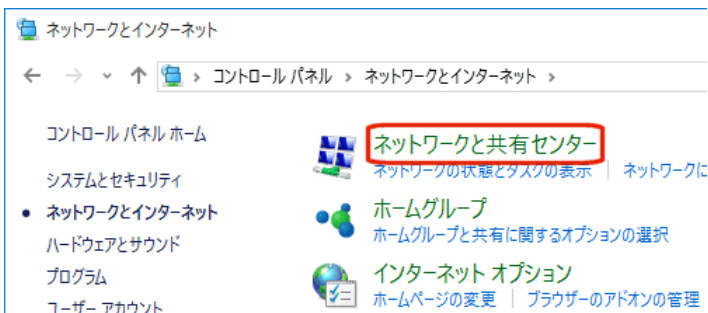 ネットワークとインターネット
コントロール パネル › ネットワークとインターネット ›
コントロール パネル ホーム
システムとセキュリティ
ネットワークとインターネット
ハードウェアとサウンド
プログラム
ユーザー アカウント
ネットワークと共有センター
ネットワークの状態とタスクの表示 | ネットワークに
ホームグループ
ホームグループと共有に関するオプションの選択
インターネット オプション
ホームページの変更 | ブラウザーのアドオンの管理